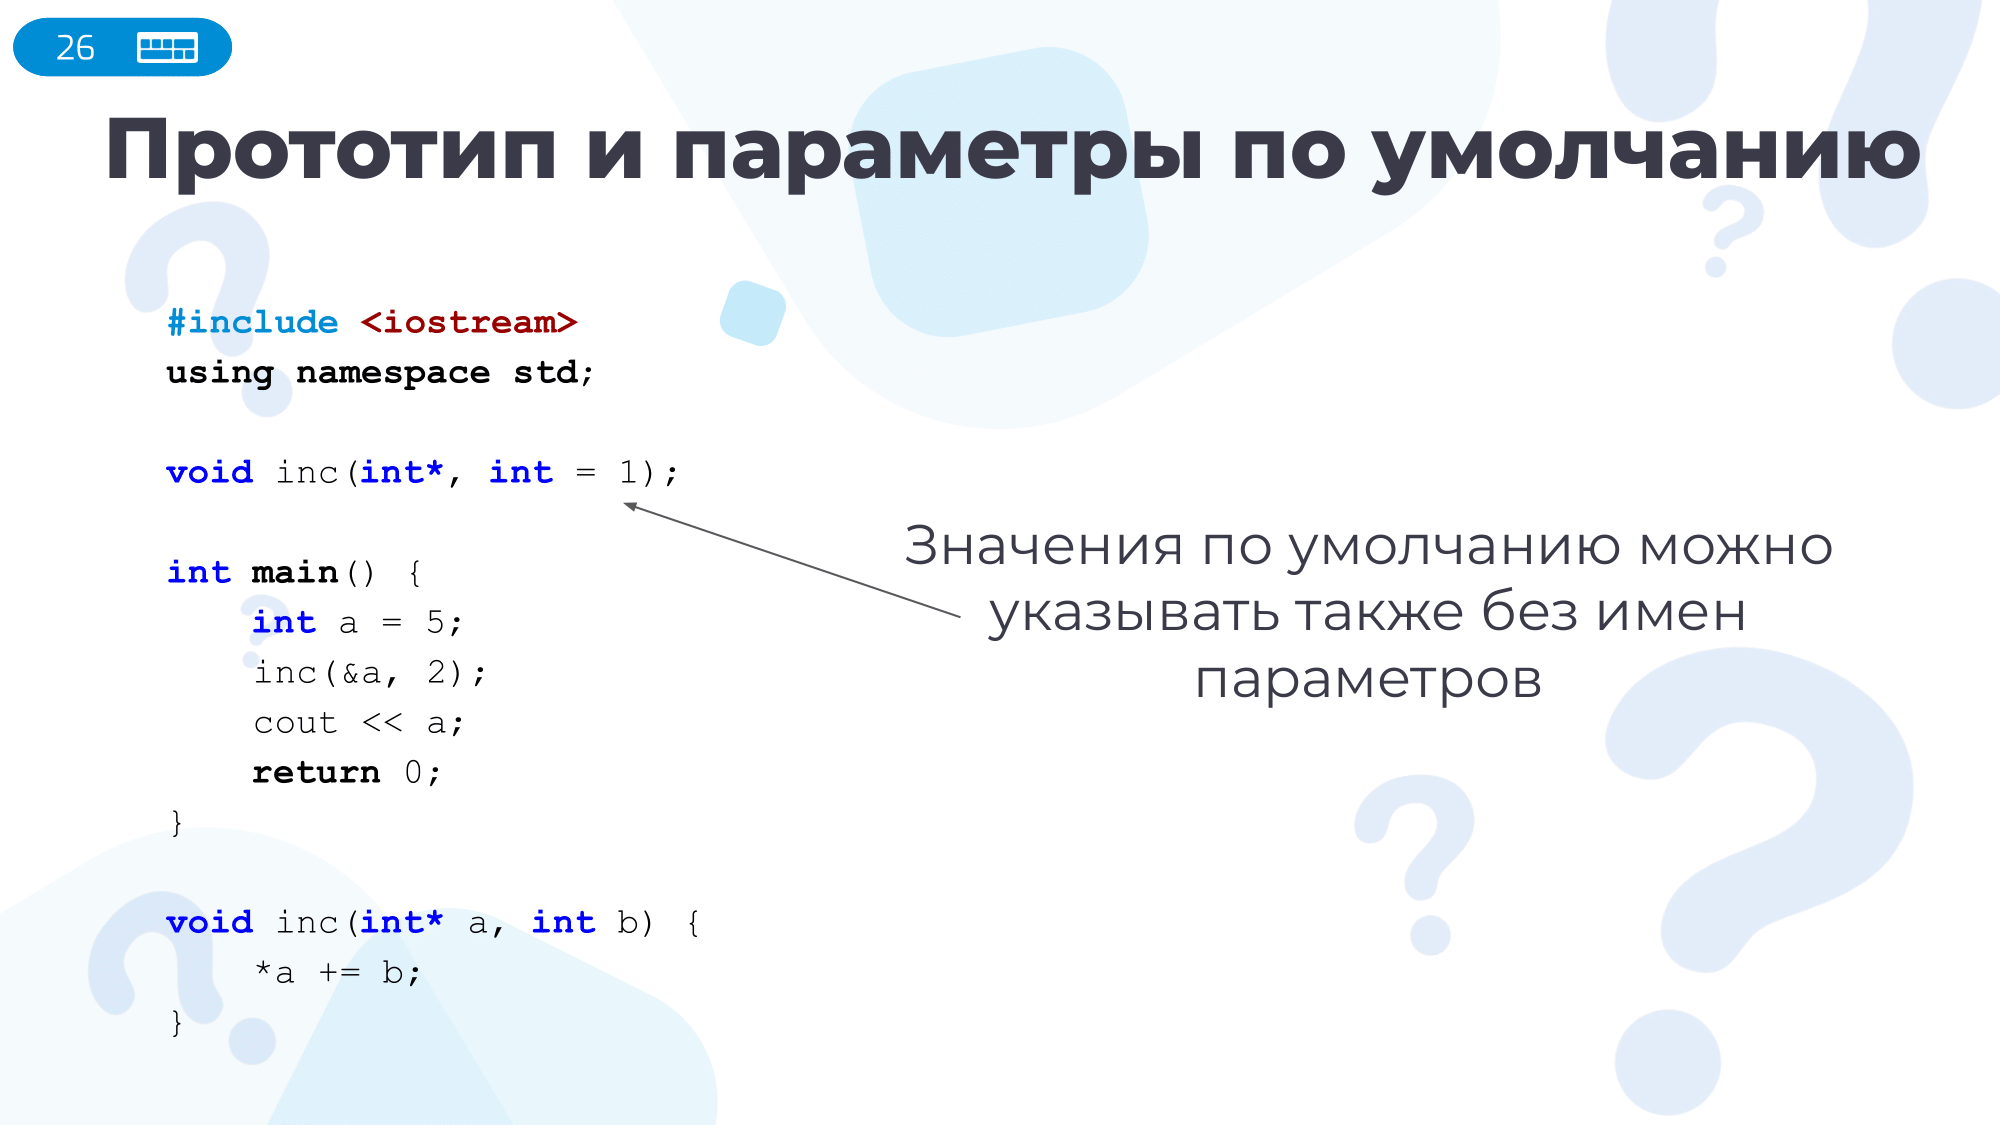 26
Прототип и параметры по умолчанию
#include <iostream>
using namespace std;
void inc(int*, int = 1);
int main() {
    int a = 5;
    inc(&a, 2);
    cout << a;
    return 0;
}
void inc(int* a, int b) {
    *a += b;
}
Значения по умолчанию можно
указывать также без имен
параметров